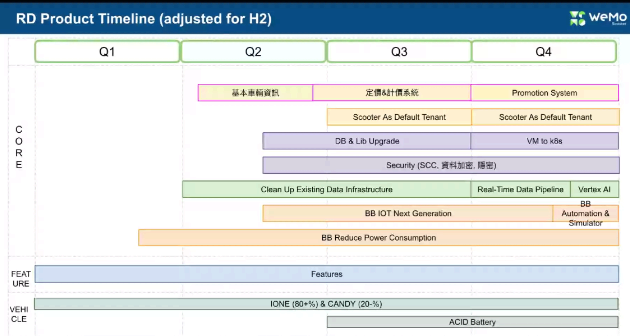 RD Product Timeline (adjusted for H2)
WeMo
Scooter
Q1
Q2
Q3
Q4
CORE
基本車輛資訊
定價&計價系統
Promotion System
Scooter As Default Tenant
Scooter As Default Tenant
DB & Lib Upgrade
VM to k8s
Security (SCC, 資料加密, 隱密)
Clean Up Existing Data Infrastructure
Real-Time Data Pipeline
Vertex AI
BB IOT Next Generation
BB
Automation &
Simulator
BB Reduce Power Consumption
FEAT
URE
Features
VEHI
CLE
IONE (80+%) & CANDY (20-%)
ACID Battery